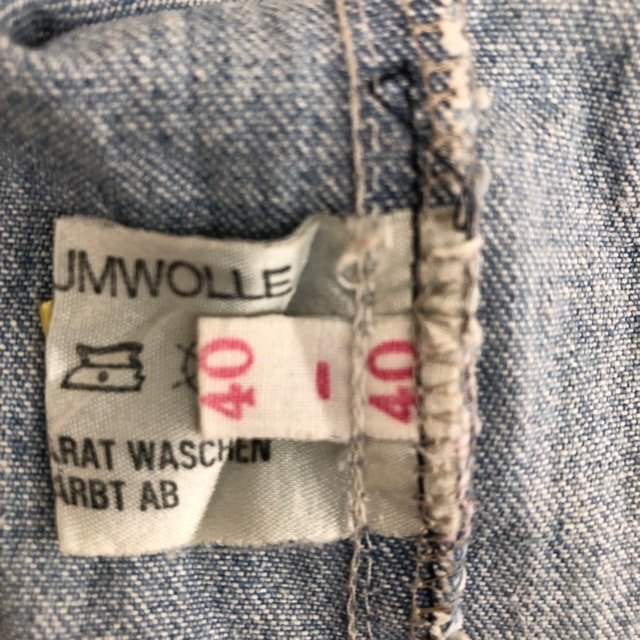 UMWOLLE
40 - 40
ARAT WASCHEN
ÄRBT AB